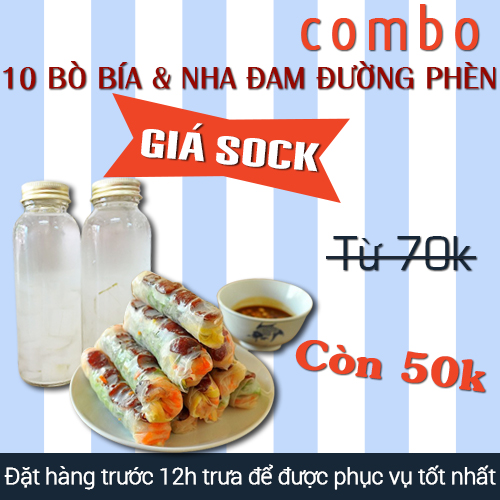 combo
10 BÒ BÍA & NHA ĐAM ĐƯỜNG PHÈN
GIÁ SOCK
Từ 70k
Còn 50k
Đặt hàng trước 12h trưa để được phục vụ tốt nhất